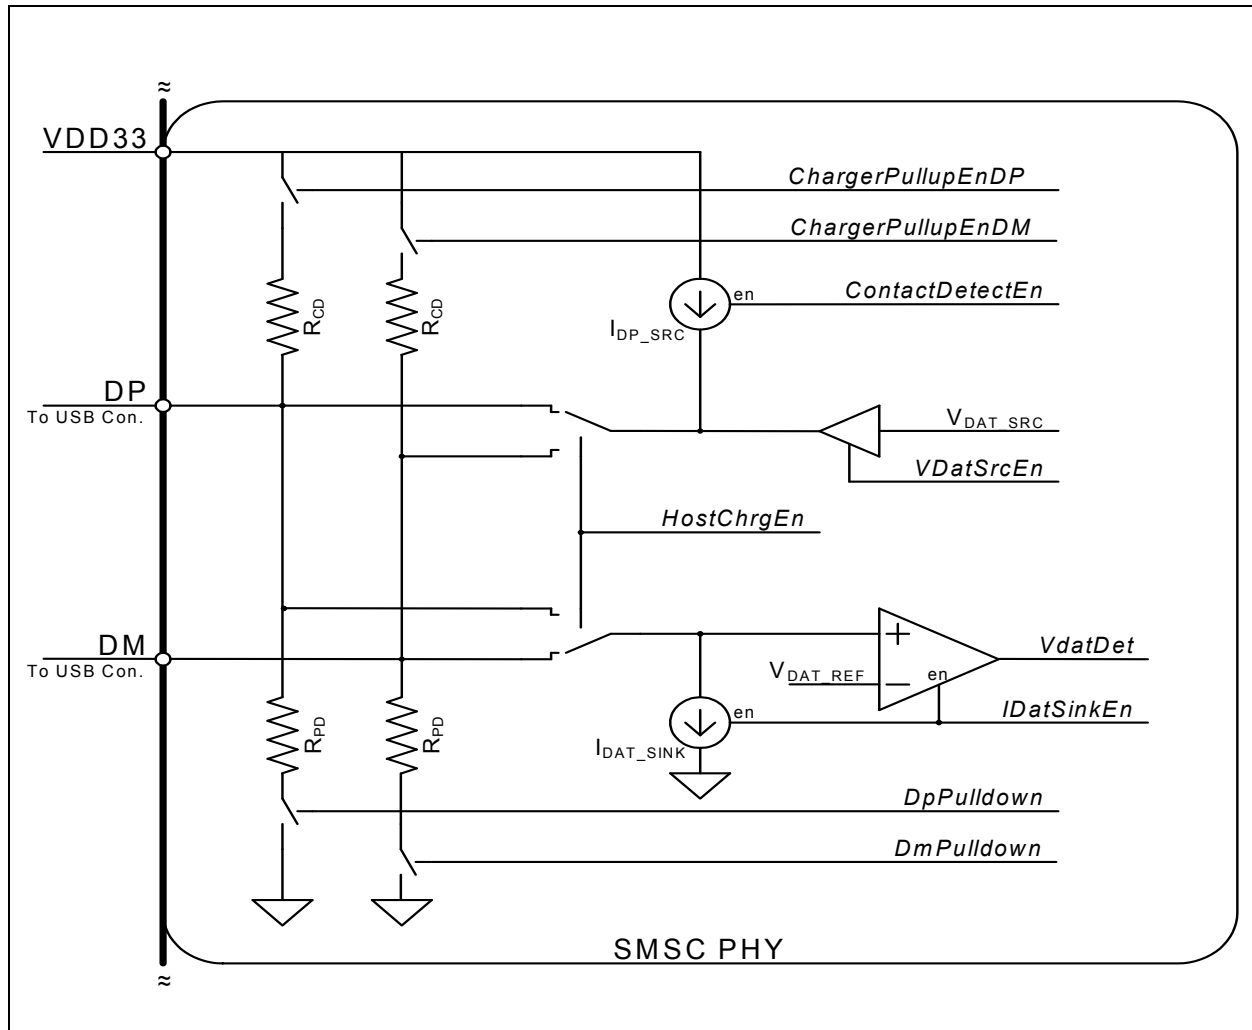 ≈
VDD33
ChargerPullupEnDP
ChargerPullupEnDM
en
ContactDetectEn
I_DP_SRC
R_CD
R_CD
DP
To USB Con.
V_DAT_SRC
VDatSrcEn
HostChrgEn
DM
To USB Con.
VdatDet
V_DAT_REF
en
IDatSinkEn
en
I_DAT_SINK
R_PD
R_PD
DpPulldown
DmPulldown
SMSC PHY
≈